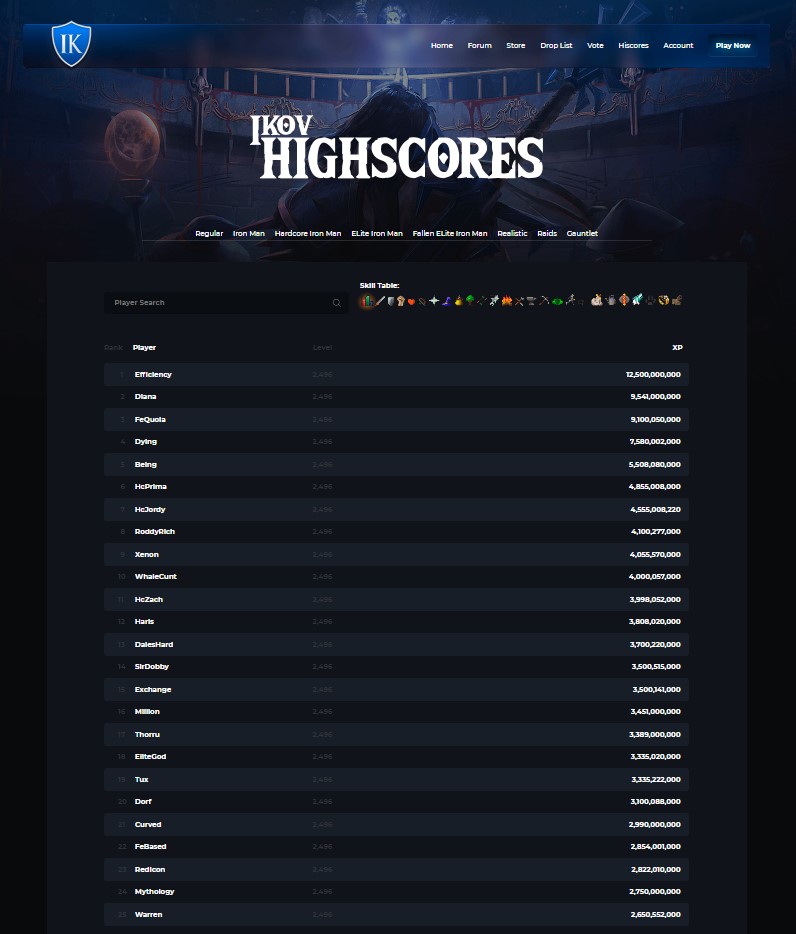 IK
Home Forum Store Drop List Vote Hiscores Account Play Now
IKOV
HIGHSCORES
Regular Iron Man Hardcore Iron Man ELite Iron Man Fallen ELite Iron Man Realistic Raids Gauntlet
Skill Table:
Player Search
Rank Player Level XP
1 Efficiency 2,496 12,500,000,000
2 Diana 2,496 9,541,000,000
3 FeQuola 2,496 9,100,050,000
4 Dying 2,496 7,580,002,000
5 Being 2,496 5,508,080,000
6 HcPrima 2,496 4,855,008,000
7 HcJordy 2,496 4,555,008,220
8 RoddyRich 2,496 4,100,277,000
9 Xenon 2,496 4,055,570,000
10 WhaleCunt 2,496 4,000,057,000
11 HcZach 2,496 3,998,052,000
12 Haris 2,496 3,808,020,000
13 DalesHard 2,496 3,700,220,000
14 SirDobby 2,496 3,500,515,000
15 Exchange 2,496 3,500,141,000
16 Million 2,496 3,451,000,000
17 Thorru 2,496 3,389,000,000
18 EliteGod 2,496 3,335,020,000
19 Tux 2,496 3,335,222,000
20 Dorf 2,496 3,100,088,000
21 Curved 2,496 2,990,000,000
22 FeBased 2,496 2,854,001,000
23 Redicon 2,496 2,822,010,000
24 Mythology 2,496 2,750,000,000
25 Warren 2,496 2,650,552,000